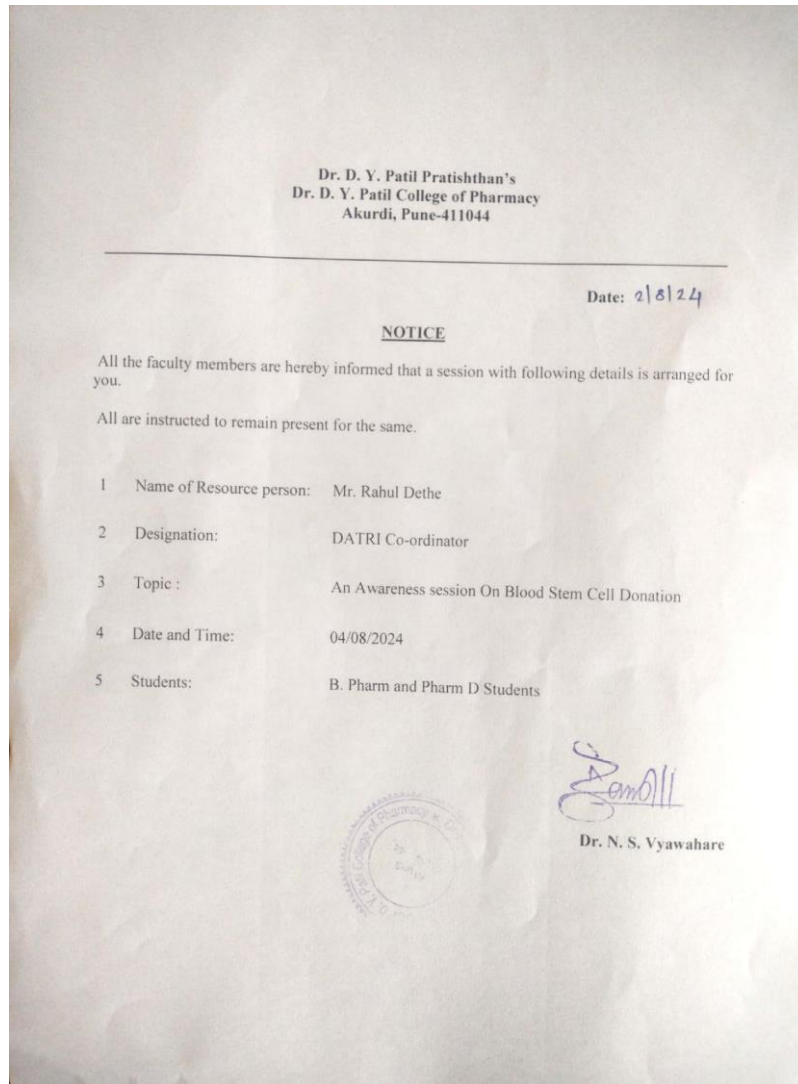 Dr. D. Y. Patil Pratishthan's
Dr. D. Y. Patil College of Pharmacy
Akurdi, Pune-411044
Date: 2|8|24
NOTICE
All the faculty members are hereby informed that a session with following details is arranged for
you.
All are instructed to remain present for the same.
1 Name of Resource person: Mr. Rahul Dethe
2 Designation: DATRI Co-ordinator
3 Topic : An Awareness session On Blood Stem Cell Donation
4 Date and Time: 04/08/2024
5 Students: B. Pharm and Pharm D Students
D. Y. Patil College of Pharmacy
Dr. N. S. Vyawahare